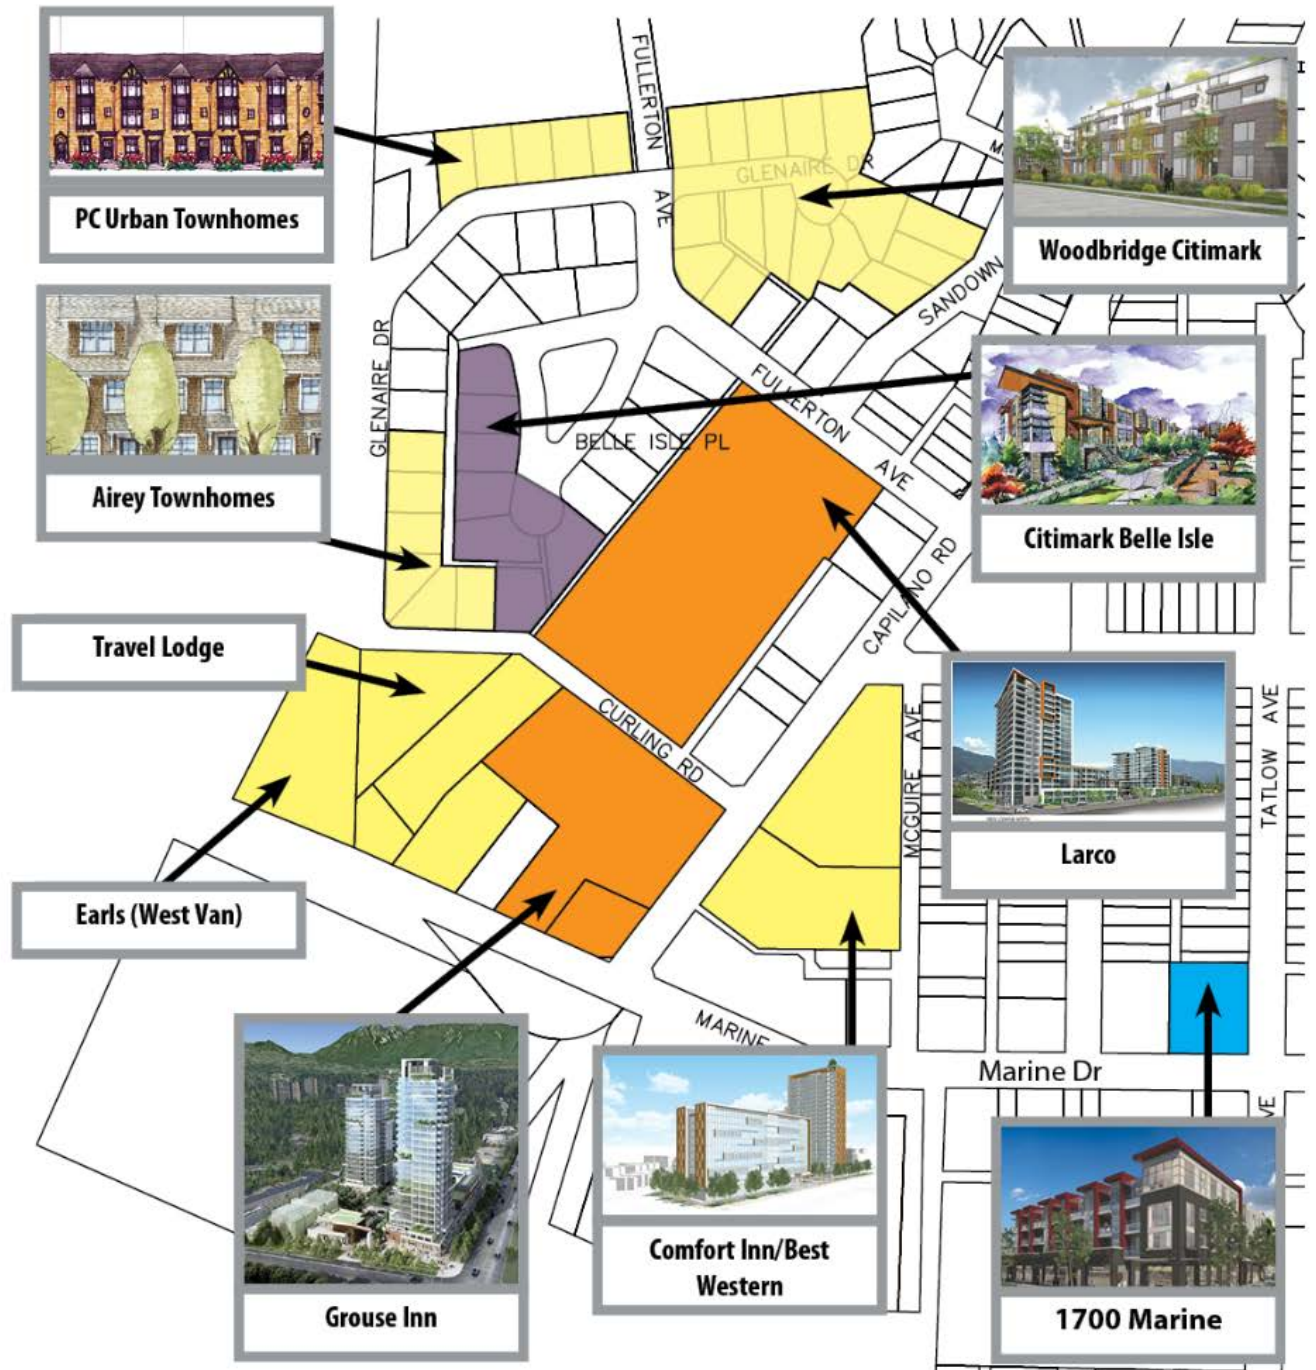 FULLERTON
AVE
PC Urban Townhomes
GLENAIRE DR
Woodbridge Citimark
SANDOWN
GLENAIRE DR
Airey Townhomes
FULLERTON
AVE
BELLE ISLE PL
Citimark Belle Isle
CAPILANO RD
Travel Lodge
CURLING RD
MCGUIRE AVE
TATLOW AVE
Larco
Earls (West Van)
MARINE
Marine Dr
Grouse Inn
Comfort Inn/Best
Western
1700 Marine